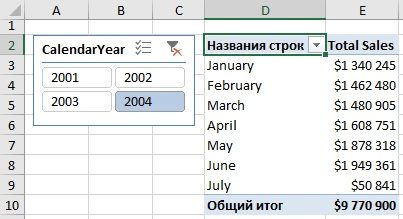 A B C D E
1
2 Названия строк Total Sales
3 January $1 340 245
4 February $1 462 480
5 March $1 480 905
6 April $1 608 751
7 May $1 878 318
8 June $1 949 361
9 July $50 841
10 Общий итог $9 770 900
CalendarYear
2001 2002
2003 2004